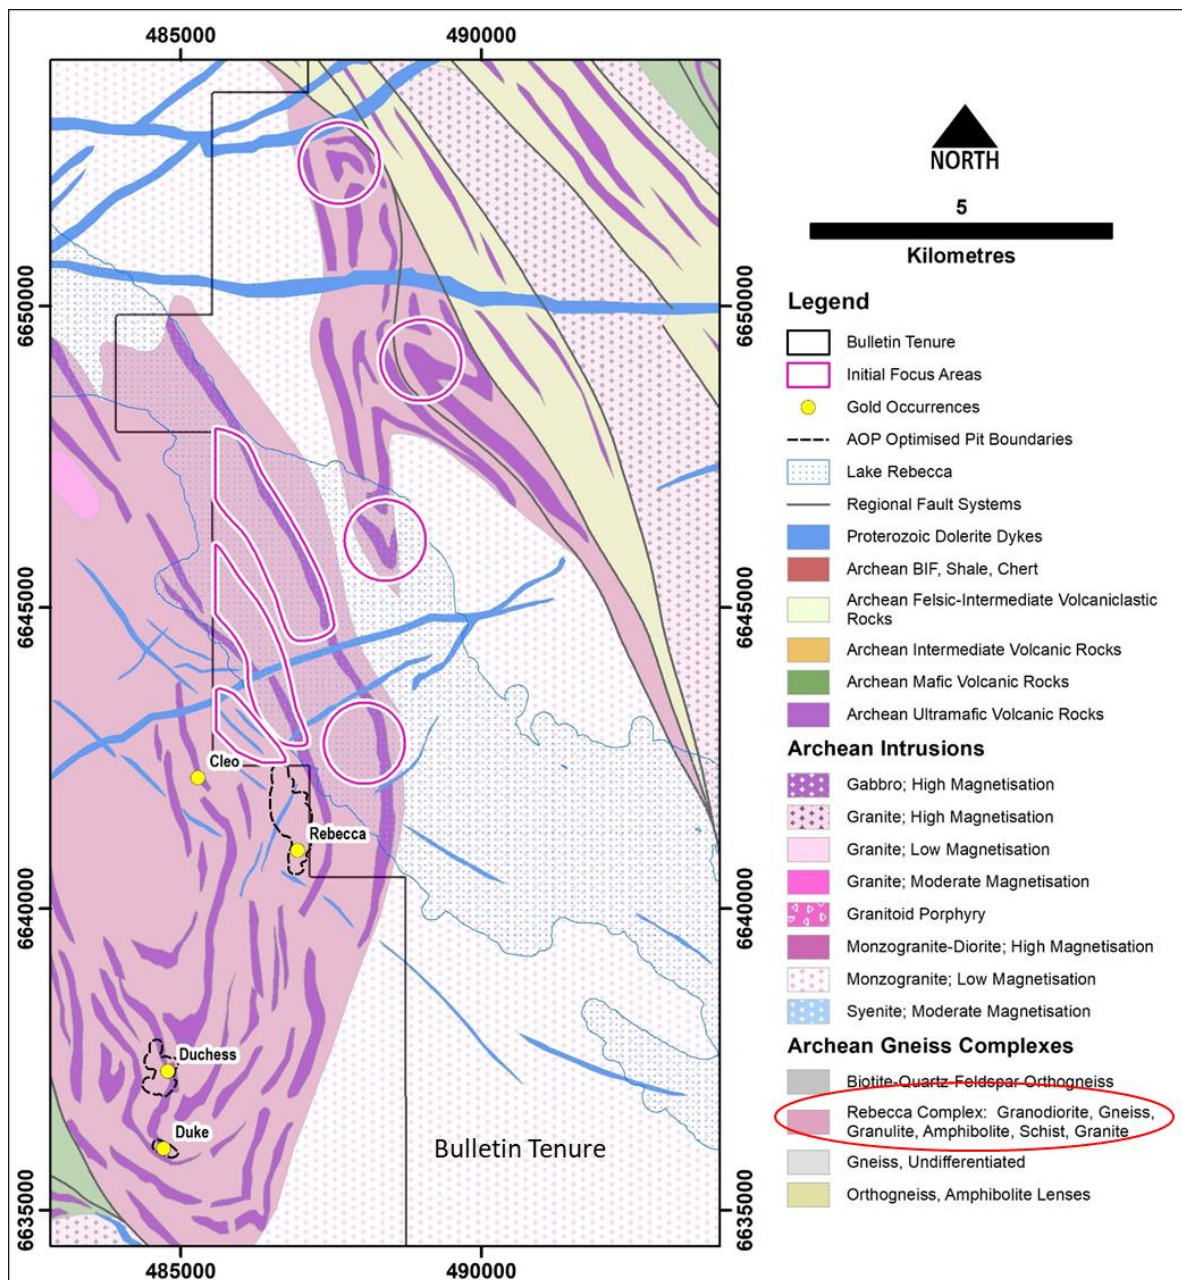 485000
490000
6650000
6645000
6640000
6635000
Cleo
Rebecca
Duchess
Duke
Bulletin Tenure
6650000
6645000
6640000
6635000
485000
490000
NORTH
5
Kilometres
Legend
Bulletin Tenure
Initial Focus Areas
Gold Occurrences
AOP Optimised Pit Boundaries
Lake Rebecca
Regional Fault Systems
Proterozoic Dolerite Dykes
Archean BIF, Shale, Chert
Archean Felsic-Intermediate Volcaniclastic
Rocks
Archean Intermediate Volcanic Rocks
Archean Mafic Volcanic Rocks
Archean Ultramafic Volcanic Rocks
Archean Intrusions
Gabbro; High Magnetisation
Granite; High Magnetisation
Granite; Low Magnetisation
Granite; Moderate Magnetisation
Granitoid Porphyry
Monzogranite-Diorite; High Magnetisation
Monzogranite; Low Magnetisation
Syenite; Moderate Magnetisation
Archean Gneiss Complexes
Biotite-Quartz-Feldspar Orthogneiss
Rebecca Complex: Granodiorite, Gneiss,
Granulite, Amphibolite, Schist, Granite
Gneiss, Undifferentiated
Orthogneiss, Amphibolite Lenses